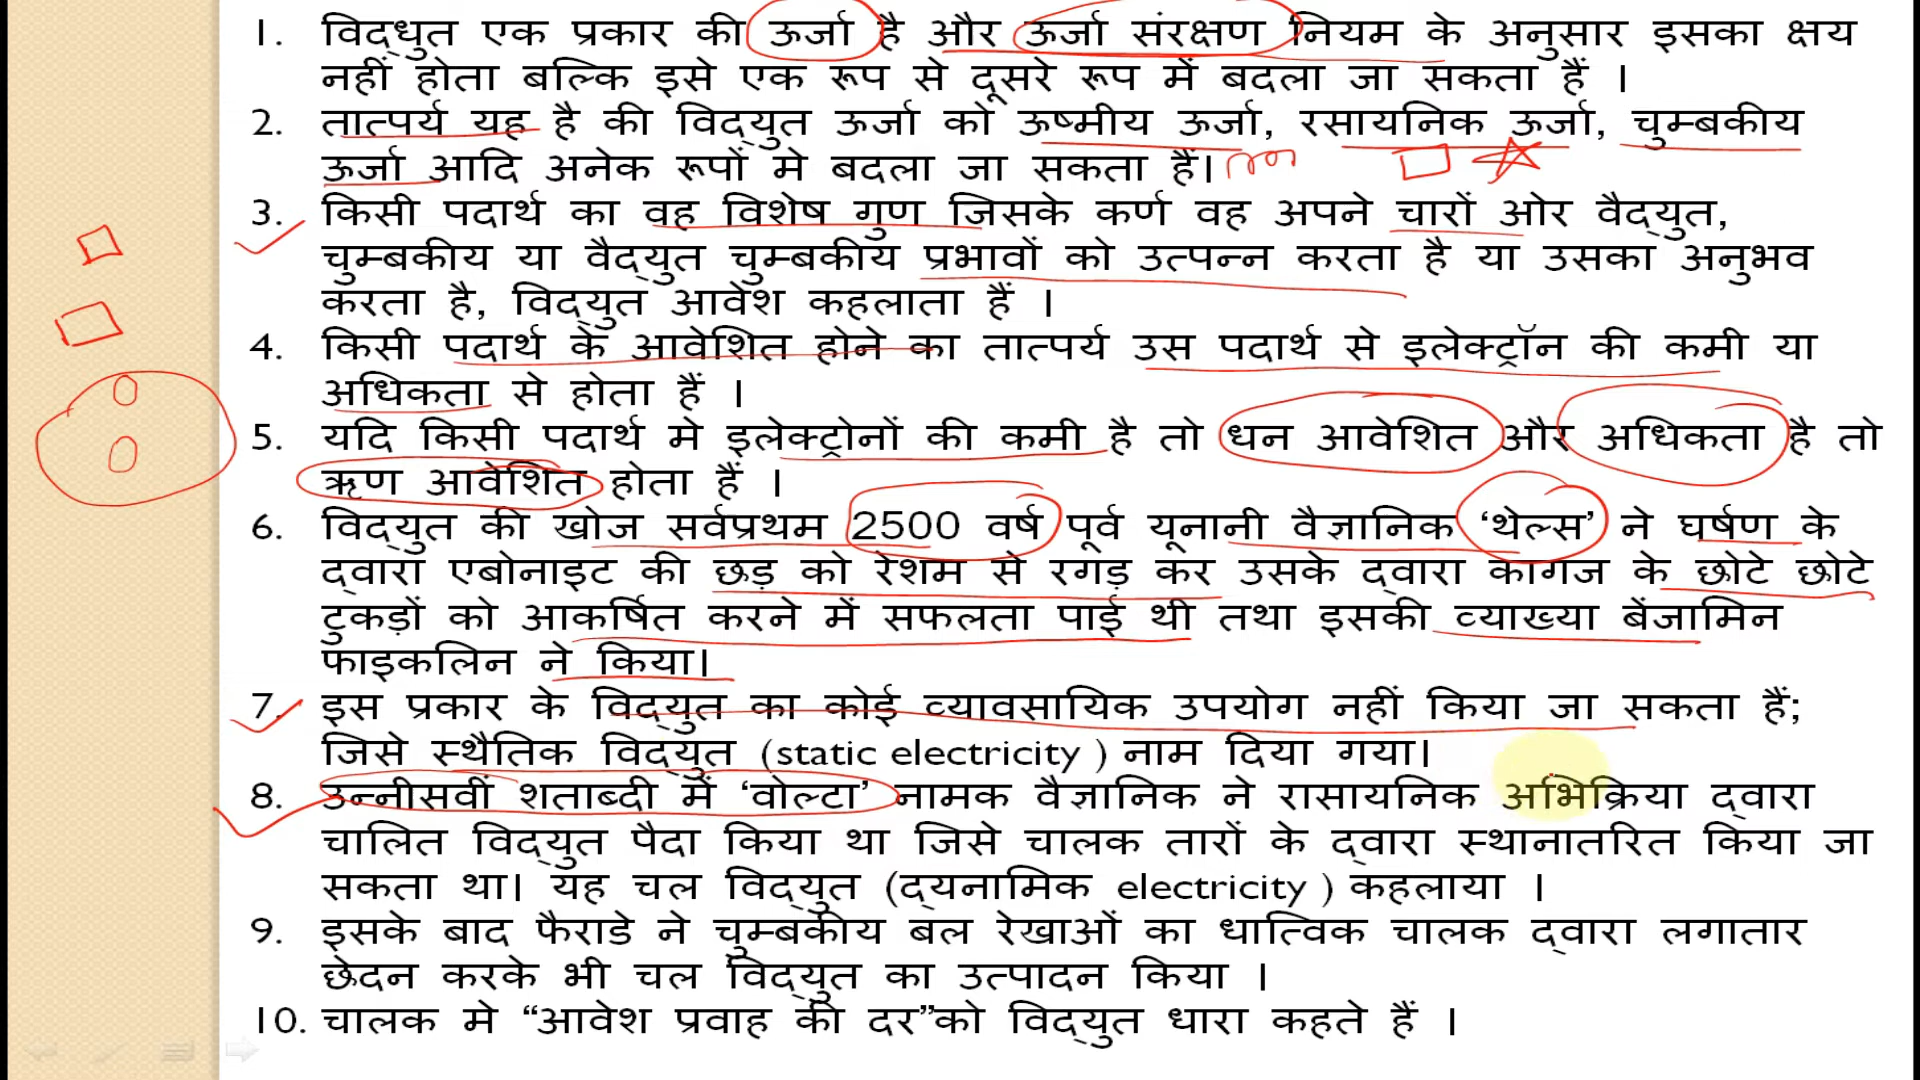 1. विद्धुत एक प्रकार की ऊर्जा है और ऊर्जा संरक्षण नियम के अनुसार इसका क्षय
नहीं होता बल्कि इसे एक रूप से दूसरे रूप में बदला जा सकता हैं ।
2. तात्पर्य यह है की विद्युत ऊर्जा को ऊष्मीय ऊर्जा, रसायनिक ऊर्जा, चुम्बकीय
ऊर्जा आदि अनेक रूपों मे बदला जा सकता हैं।
3. किसी पदार्थ का वह विशेष गुण जिसके कर्ण वह अपने चारों ओर वैद्युत,
चुम्बकीय या वैद्युत चुम्बकीय प्रभावों को उत्पन्न करता है या उसका अनुभव
करता है, विद्युत आवेश कहलाता हैं ।
4. किसी पदार्थ के आवेशित होने का तात्पर्य उस पदार्थ से इलेक्ट्रॉन की कमी या
अधिकता से होता हैं ।
5. यदि किसी पदार्थ मे इलेक्ट्रोनों की कमी है तो धन आवेशित और अधिकता है तो
ऋण आवेशित होता हैं ।
6. विद्युत की खोज सर्वप्रथम 2500 वर्ष पूर्व यूनानी वैज्ञानिक ‘थेल्स’ ने घर्षण के
द्वारा एबोनाइट की छड़ को रेशम से रगड़ कर उसके द्वारा कागज के छोटे छोटे
टुकड़ों को आकर्षित करने में सफलता पाई थी तथा इसकी व्याख्या बेंजामिन
फाइकलिन ने किया।
7. इस प्रकार के विद्युत का कोई व्यावसायिक उपयोग नहीं किया जा सकता हैं;
जिसे स्थैतिक विद्युत (static electricity ) नाम दिया गया।
8. उन्नीसवीं शताब्दी में ‘वोल्टा’ नामक वैज्ञानिक ने रासायनिक अभिक्रिया द्वारा
चालित विद्युत पैदा किया था जिसे चालक तारों के द्वारा स्थानातरित किया जा
सकता था। यह चल विद्युत (द्यनामिक electricity ) कहलाया ।
9. इसके बाद फैराडे ने चुम्बकीय बल रेखाओं का धात्विक चालक द्वारा लगातार
छेदन करके भी चल विद्युत का उत्पादन किया ।
10. चालक मे “आवेश प्रवाह की दर”को विद्युत धारा कहते हैं ।